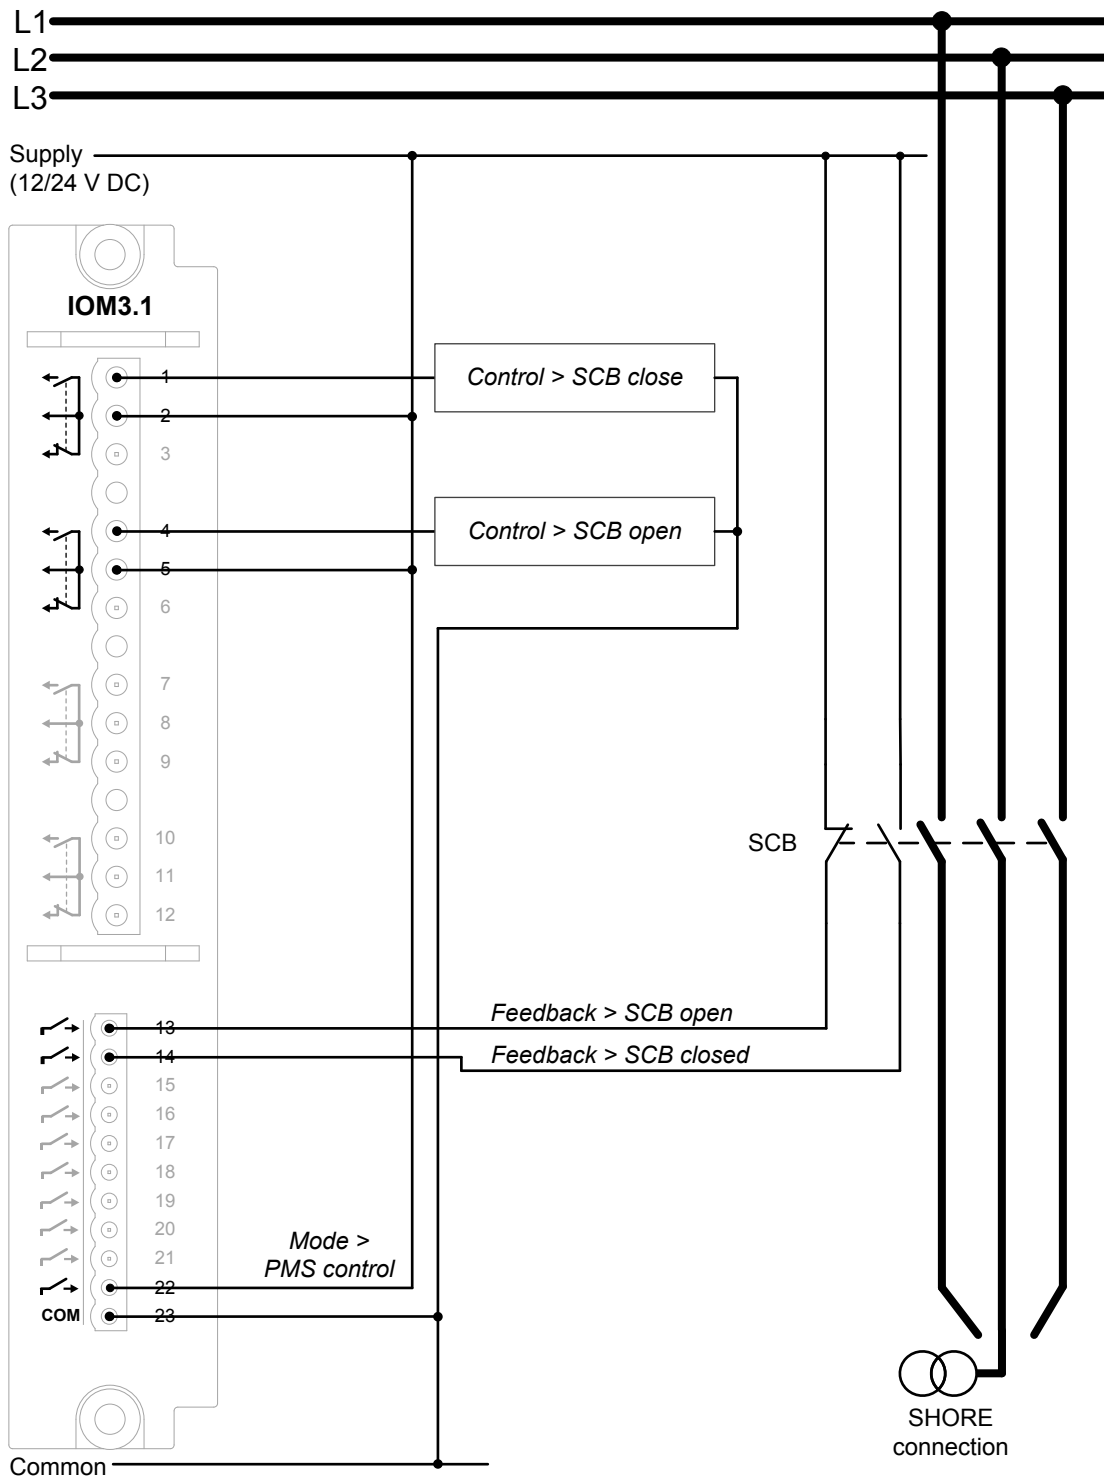 L1
L2
L3
Supply
(12/24 V DC)
IOM3.1
1
Control > SCB close
2
3
4
Control > SCB open
5
6
7
8
9
10
SCB
11
12
Feedback > SCB open
13
Feedback > SCB closed
14
15
16
17
18
19
20
Mode >
21
PMS control
22
COM
23
SHORE
connection
Common